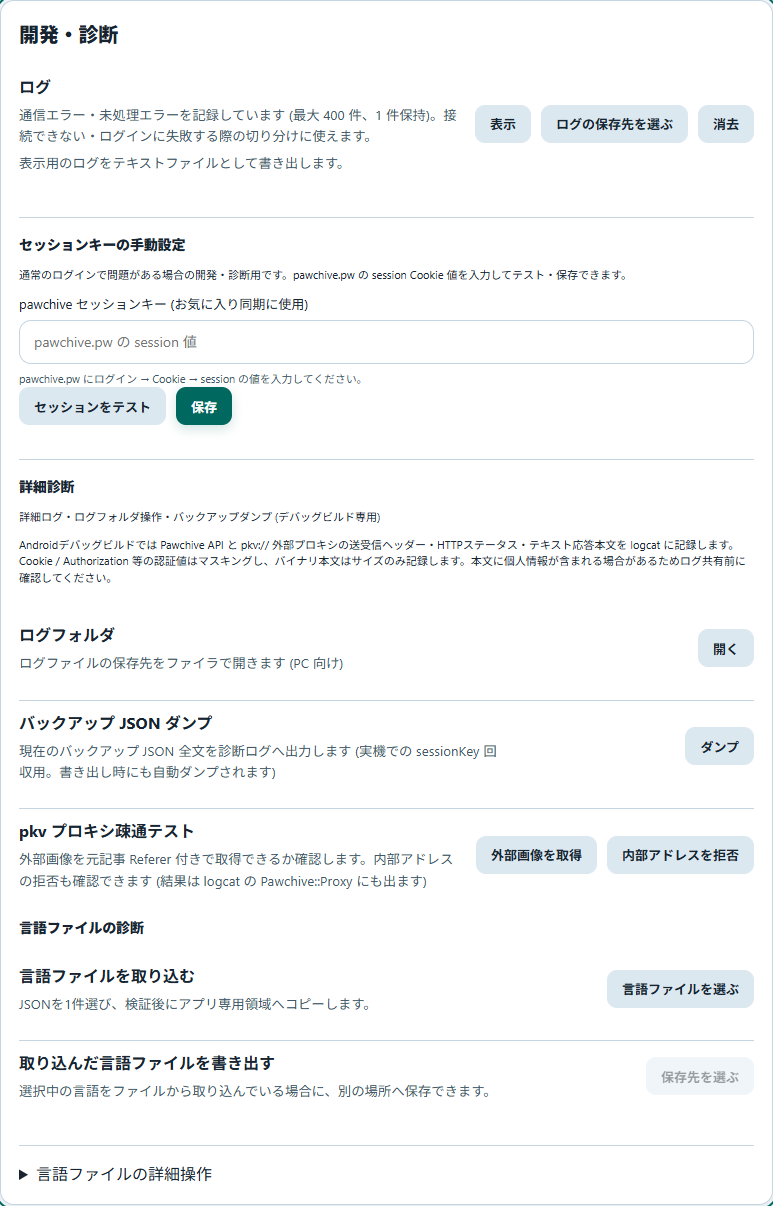 開発・診断
ログ
通信エラー・未処理エラーを記録しています (最大 400 件、1 件保持)。接
続できない・ログインに失敗する際の切り分けに使えます。
表示用のログをテキストファイルとして書き出します。
表示
ログの保存先を選ぶ
消去
セッションキーの手動設定
通常のログインで問題がある場合の開発・診断用です。pawchive.pw の session Cookie 値を入力してテスト・保存できます。
pawchive セッションキー (お気に入り同期に使用)
pawchive.pw の session 値
pawchive.pw にログイン → Cookie → session の値を入力してください。
セッションをテスト
保存
詳細診断
詳細ログ・ログフォルダ操作・バックアップダンプ (デバッグビルド専用)
Androidデバッグビルドでは Pawchive API と pkv:// 外部プロキシの送受信ヘッダー・HTTPステータス・テキスト応答本文を logcat に記録します。
Cookie / Authorization 等の認証値はマスキングし、バイナリ本文はサイズのみ記録します。本文に個人情報が含まれる場合があるためログ共有前に
確認してください。
ログフォルダ
ログファイルの保存先をファイラで開きます (PC 向け)
開く
バックアップ JSON ダンプ
現在のバックアップ JSON 全文を診断ログへ出力します (実機での sessionKey 回
収用。書き出し時にも自動ダンプされます)
ダンプ
pkv プロキシ疎通テスト
外部画像を元記事 Referer 付きで取得できるか確認します。内部アドレス
の拒否も確認できます (結果は logcat の Pawchive::Proxy にも出ます)
外部画像を取得
内部アドレスを拒否
言語ファイルの診断
言語ファイルを取り込む
JSONを1件選び、検証後にアプリ専用領域へコピーします。
言語ファイルを選ぶ
取り込んだ言語ファイルを書き出す
選択中の言語をファイルから取り込んでいる場合に、別の場所へ保存できます。
保存先を選ぶ
▶ 言語ファイルの詳細操作